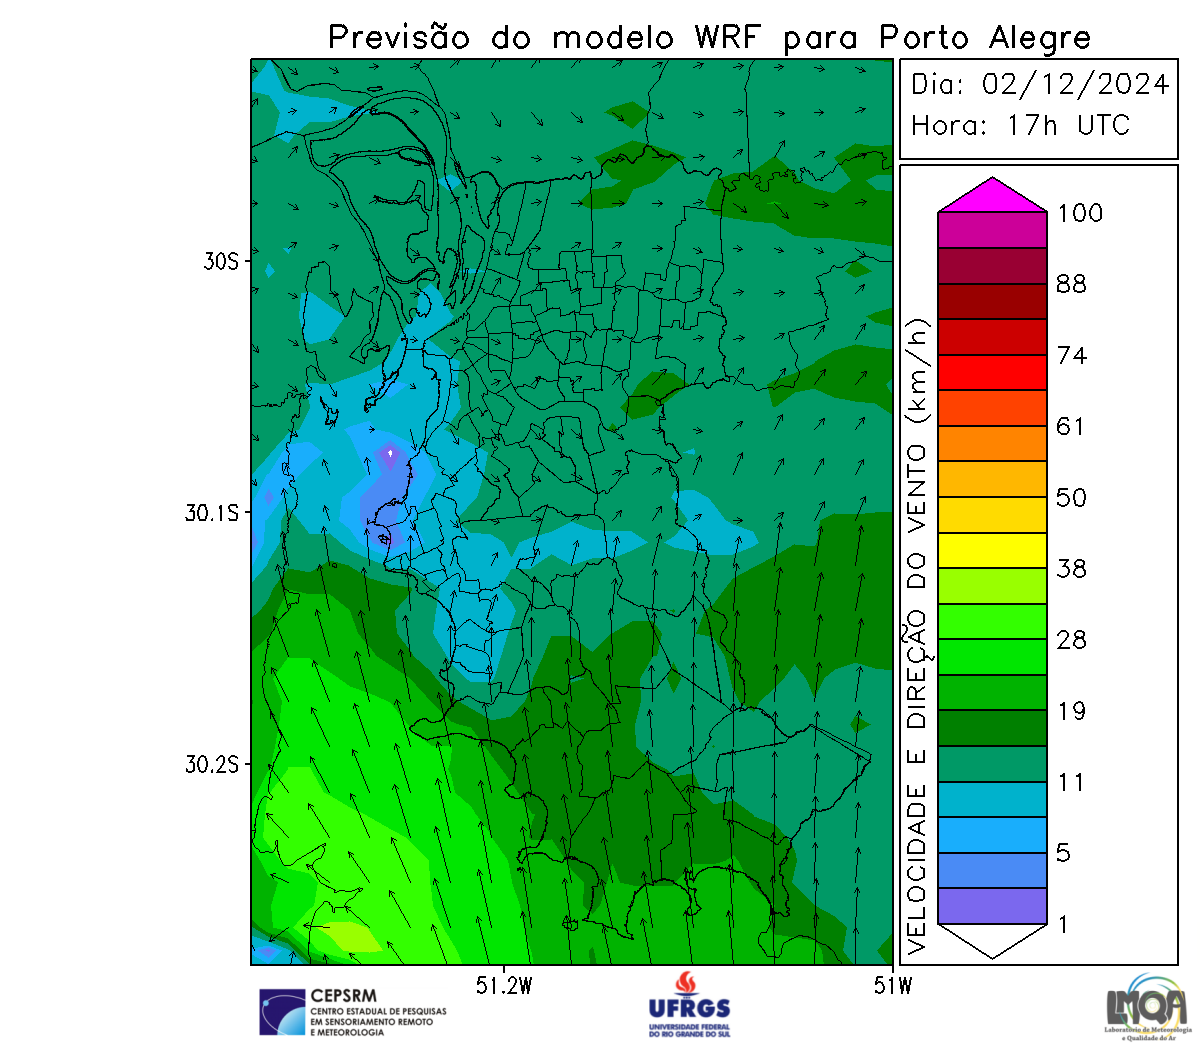 Previsão do modelo WRF para Porto Alegre
Dia: 02/12/2024
Hora: 17h UTC
30S
30.1S
30.2S
51.2W
51W
VELOCIDADE E DIREÇÃO DO VENTO (km/h)
100
88
74
61
50
38
28
19
11
5
1
CEPSRM
CENTRO ESTADUAL DE PESQUISAS
EM SENSORIAMENTO REMOTO
E METEOROLOGIA
UFRGS
UNIVERSIDADE FEDERAL
DO RIO GRANDE DO SUL
LMQA
Laboratório de Meteorologia
e Qualidade do Ar